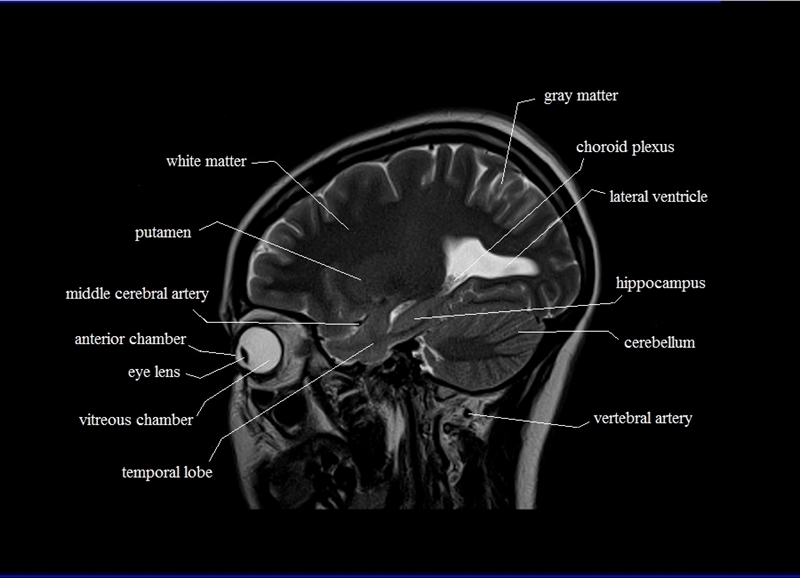 gray matter
choroid plexus
white matter
lateral ventricle
putamen
hippocampus
middle cerebral artery
anterior chamber
cerebellum
eye lens
vitreous chamber
vertebral artery
temporal lobe